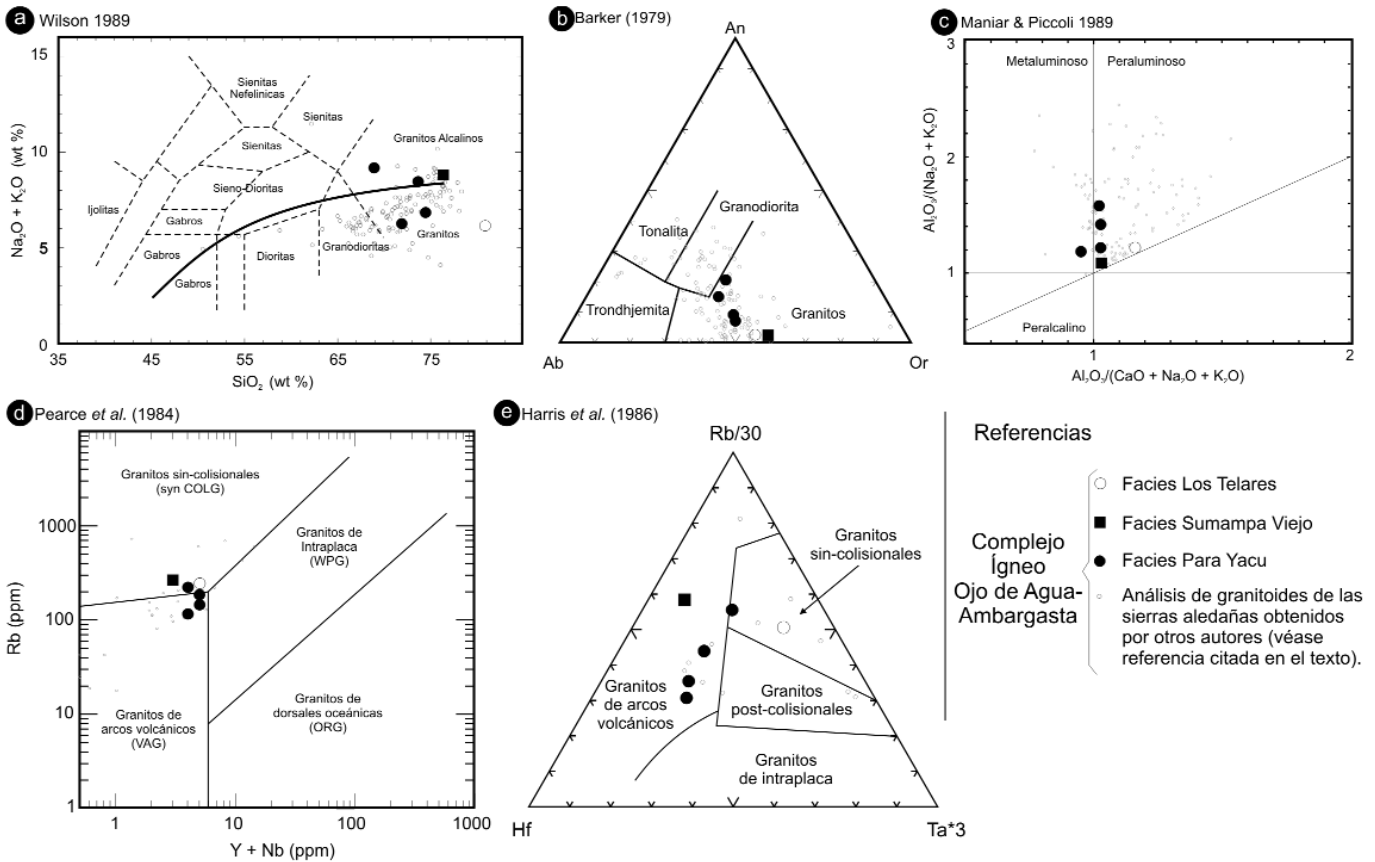 a Wilson 1989
15
10
5
0
35
45
55
65
75
Na₂O + K₂O (wt %)
SiO₂ (wt %)
Sienitas
Nefelinicas
Sienitas
Granitos Alcalinos
Sienitas
Sieno-Dioritas
Ijolitas
Gabros
Gabros
Gabros
Dioritas
Granodioritas
Granitos
b Barker (1979)
An
Granodiorita
Tonalita
Trondhjemita
Granitos
Ab
Or
c Maniar & Piccoli 1989
3
2
1
Metaluminoso
Peraluminoso
Peralcalino
1
2
Al₂O₃/(Na₂O + K₂O)
Al₂O₃/(CaO + Na₂O + K₂O)
d Pearce et al. (1984)
1000
100
10
1
Rb (ppm)
Granitos sin-colisionales
(syn COLG)
Granitos de
Intraplaca
(WPG)
Granitos de
arcos volcánicos
(VAG)
Granitos de
dorsales oceánicas
(ORG)
1
10
100
1000
Y + Nb (ppm)
e Harris et al. (1986)
Rb/30
Granitos
sin-colisionales
Granitos
de arcos
volcánicos
Granitos
post-colisionales
Granitos
de intraplaca
Hf
Ta*3
Referencias
Complejo
Ígneo
Ojo de Agua-
Ambargasta
Facies Los Telares
Facies Sumampa Viejo
Facies Para Yacu
Análisis de granitoides de las
sierras aledañas obtenidos
por otros autores (véase
referencia citada en el texto).